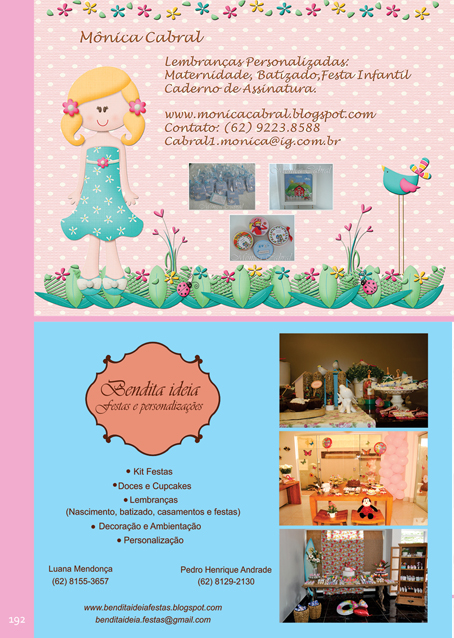 Mônica Cabral
Lembranças Personalizadas:
Maternidade, Batizado,Festa Infantil
Caderno de Assinatura.
www.monicacabral.blogspot.com
Contato: (62) 9223.8588
Cabral1.monica@ig.com.br
Bendita ideia
Festas e personalizações
• Kit Festas
•Doces e Cupcakes
•Lembranças
(Nascimento, batizado, casamentos e festas)
• Decoração e Ambientação
• Personalização
Luana Mendonça
(62) 8155-3657
Pedro Henrique Andrade
(62) 8129-2130
www.benditaideiafestas.blogspot.com
benditaideia.festas@gmail.com
192